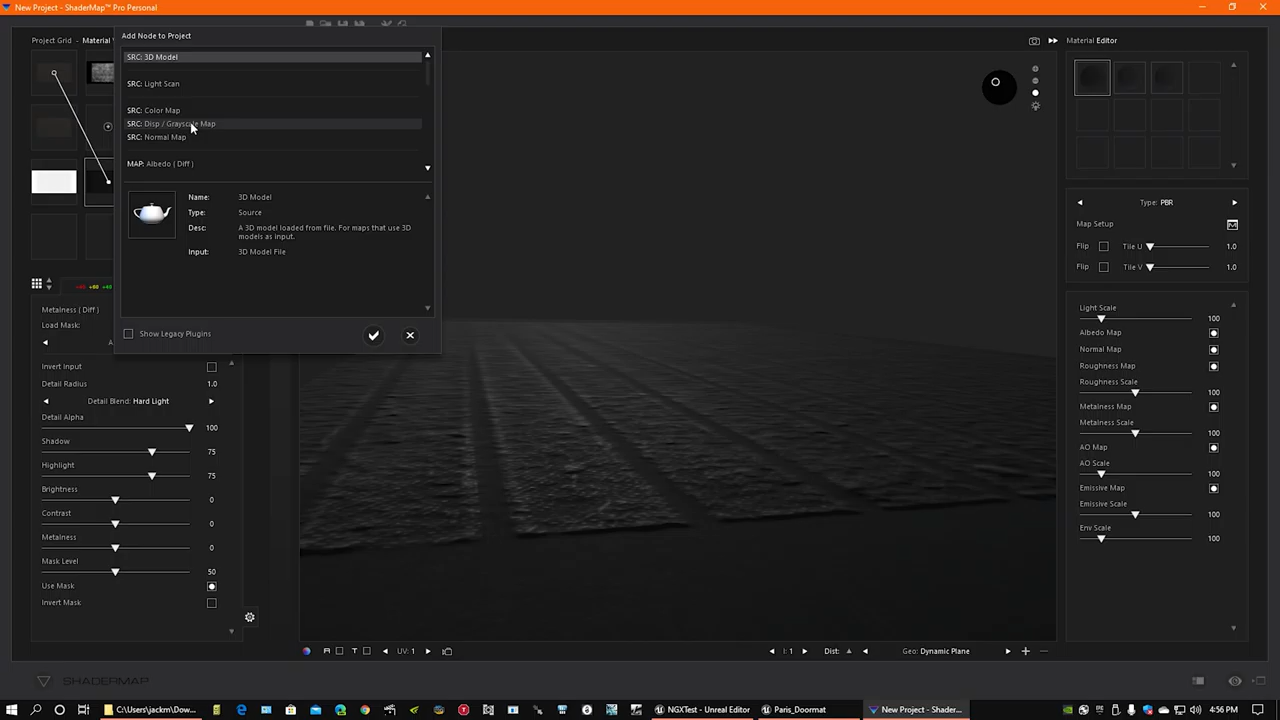 New Project - ShaderMap™ Pro Personal
Project Grid - Material
Add Node to Project
SRC: 3D Model
SRC: Light Scan
SRC: Color Map
SRC: Disp / Grayscale Map
SRC: Normal Map
MAP: Albedo ( Diff )
Name: 3D Model
Type: Source
Desc: A 3D model loaded from file. For maps that use 3D
models as input.
Input: 3D Model File
Show Legacy Plugins
+40 +60 +40
Metalness ( Diff )
Load Mask:
Invert Input
Detail Radius 1.0
Detail Blend: Hard Light
Detail Alpha
100
Shadow
75
Highlight
75
Brightness
0
Contrast
0
Metalness
0
Mask Level
50
Use Mask
Invert Mask
Material Editor
Type: PBR
Map Setup M
Flip Tile U 1.0
Flip Tile V 1.0
Light Scale
100
Albedo Map
Normal Map
Roughness Map
Roughness Scale
100
Metalness Map
Metalness Scale
100
AO Map
AO Scale
100
Emissive Map
Emissive Scale
100
Env Scale
100
T UV: 1 I: 1 Dist: Geo: Dynamic Plane
SHADERMAP
C:\Users\jackm\Dow... NGXTest - Unreal Editor Paris_Doormat New Project - Shader... 4:56 PM